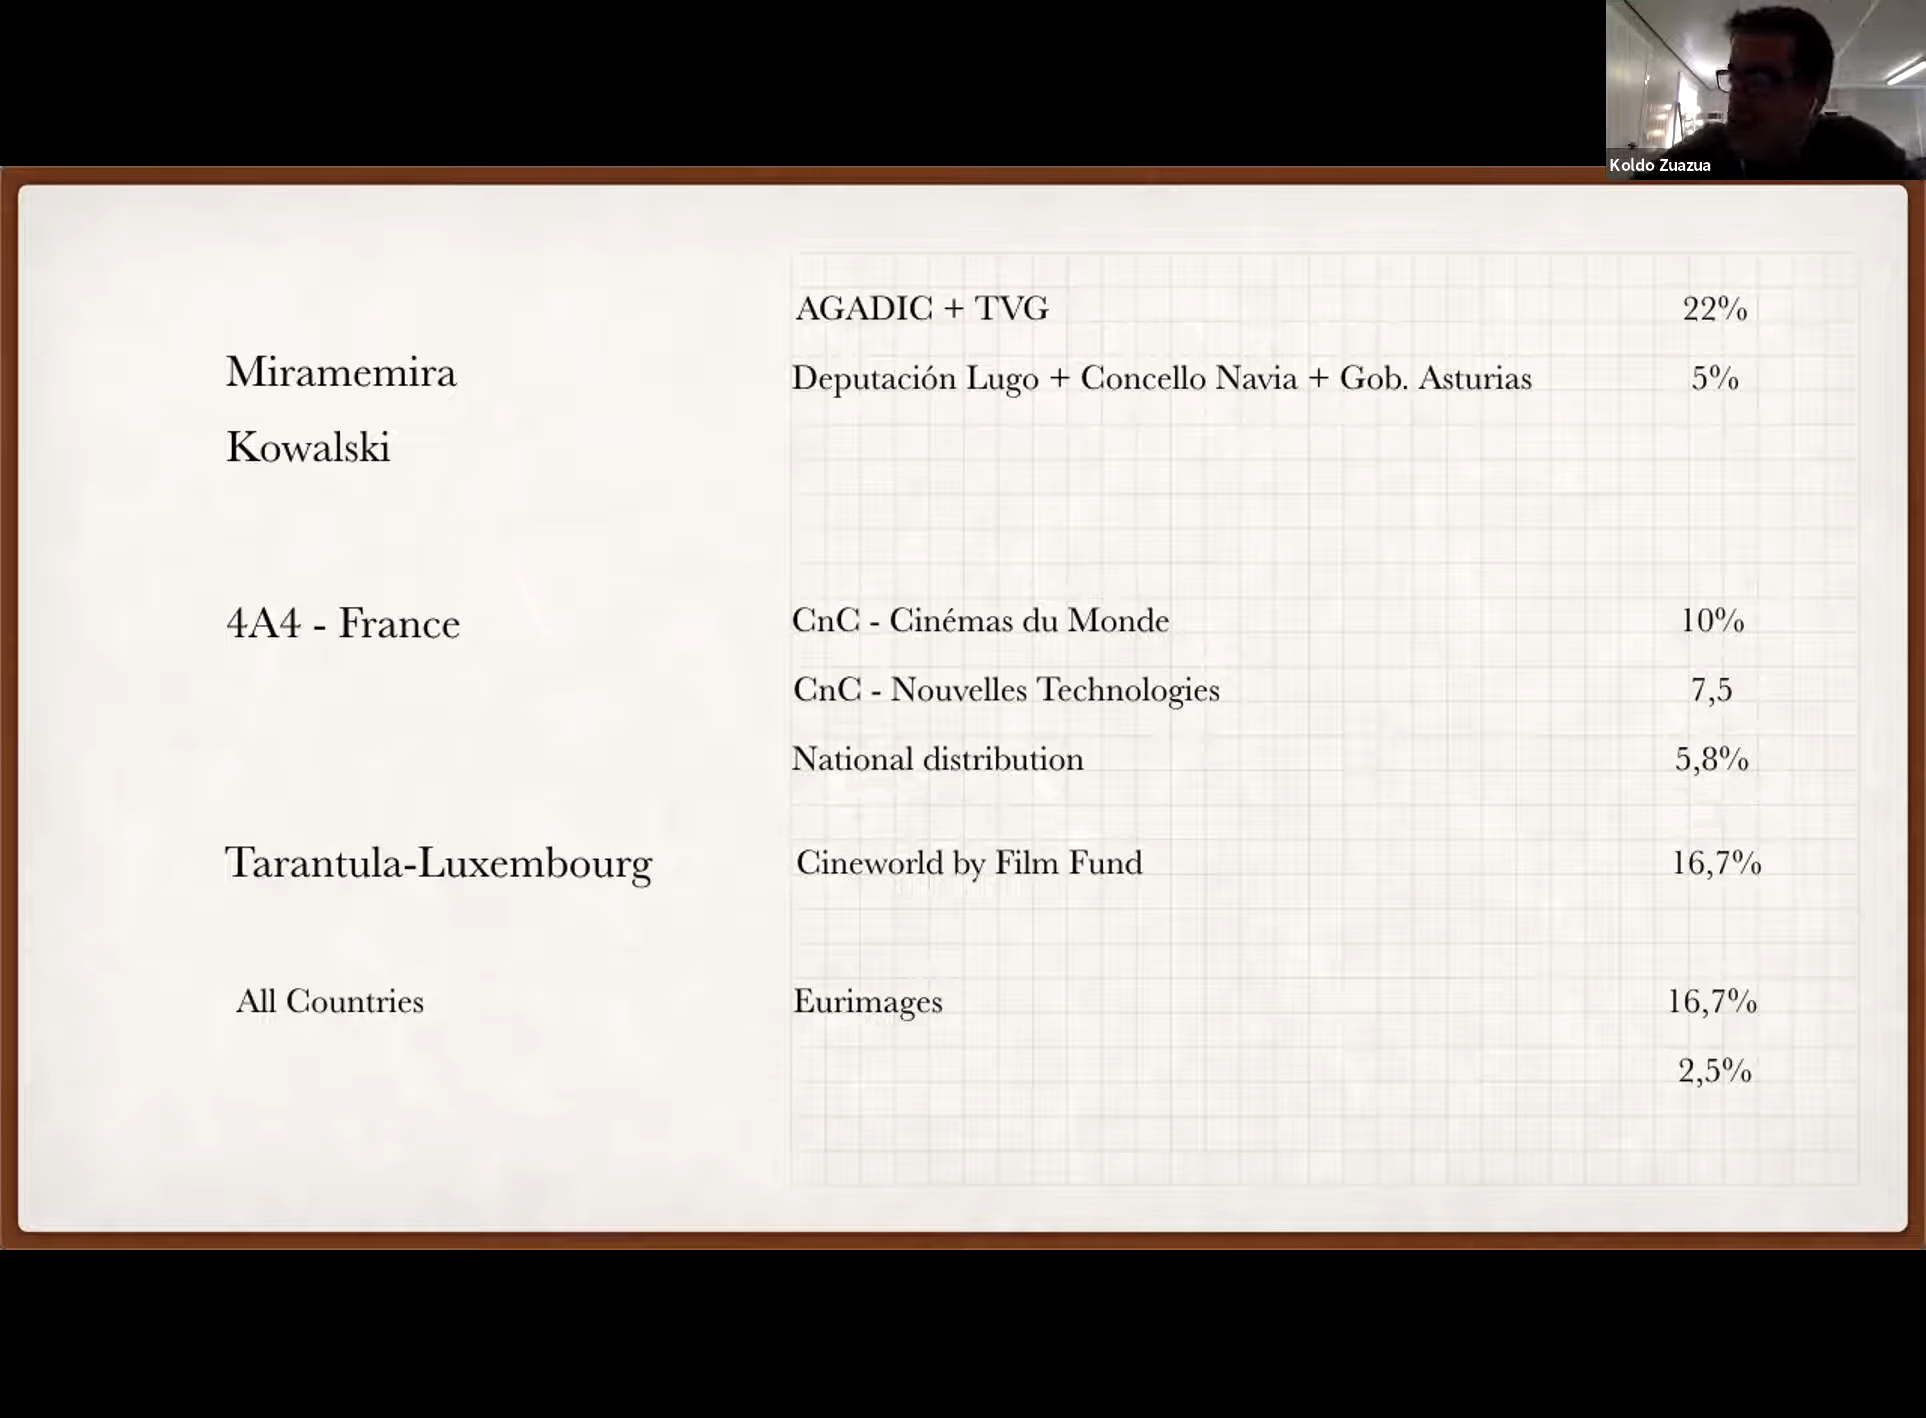 Koldo Zuazua
AGADIC + TVG 22%
Miramemira
Deputación Lugo + Concello Navia + Gob. Asturias 5%
Kowalski
4A4 - France CnC - Cinémas du Monde 10%
CnC - Nouvelles Technologies 7,5
National distribution 5,8%
Tarantula-Luxembourg Cineworld by Film Fund 16,7%
All Countries Eurimages 16,7%
2,5%